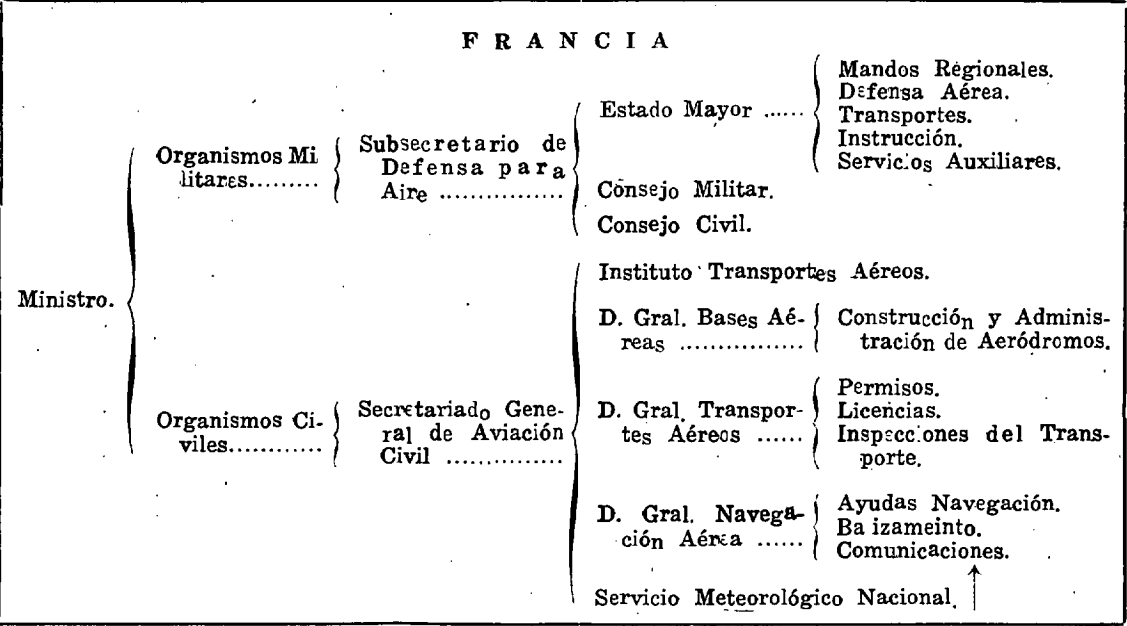 FRANCIA
Ministro.
Organismos Mi
litares.........
Subsecretario de
Defensa para
Aire ................
Estado Mayor ......
Mandos Regionales.
Defensa Aérea.
Transportes.
Instrucción.
Servicios Auxiliares.
Consejo Militar.
Consejo Civil.
Organismos Ci-
viles............
Secretariado Gene-
ral de Aviación
Civil ...............
Instituto Transportes Aéreos.
D. Gral. Bases Aé-
reas ................
Construcción y Adminis-
tración de Aeródromos.
D. Gral. Transpor-
tes Aéreos ......
Permisos.
Licencias.
Inspecciones del Trans-
porte.
D. Gral. Navega-
ción Aérea ......
Ayudas Navegación.
Ba izameinto.
Comunicaciones.
Servicio Meteorológico Nacional.